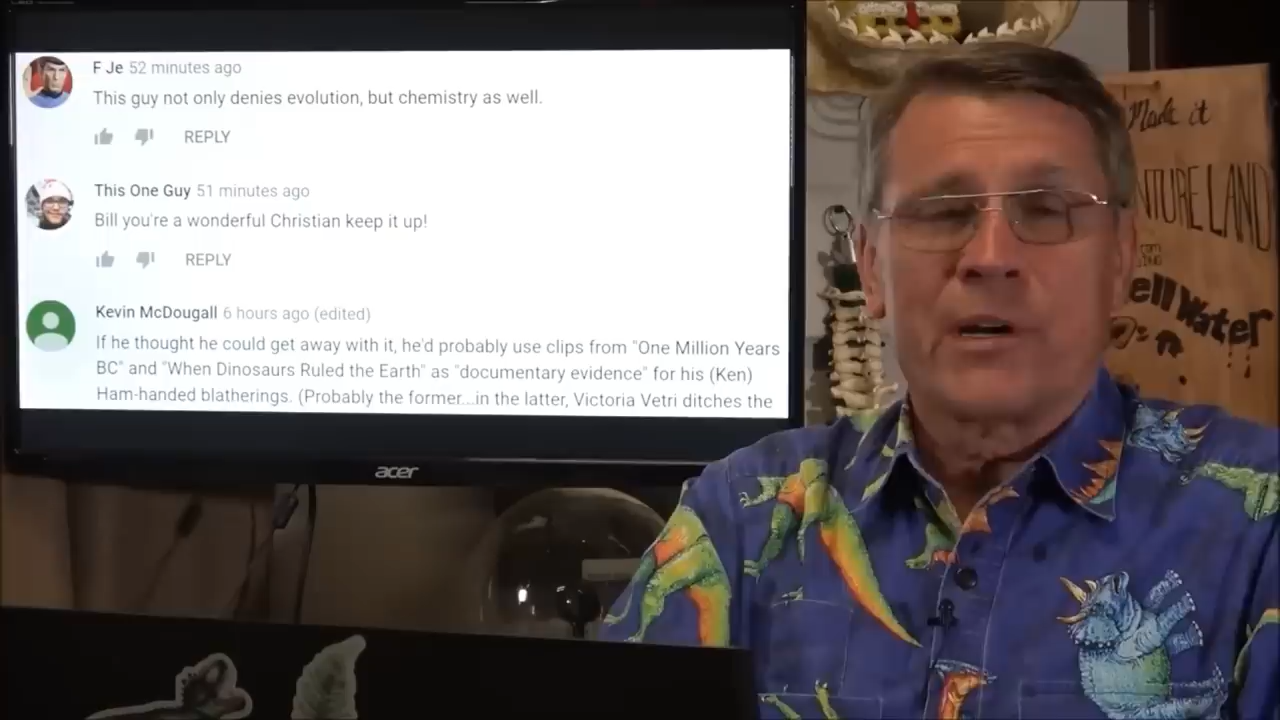 F Je 52 minutes ago
This guy not only denies evolution, but chemistry as well.
REPLY
This One Guy 51 minutes ago
Bill you're a wonderful Christian keep it up!
REPLY
Kevin McDougall 6 hours ago (edited)
If he thought he could get away with it, he'd probably use clips from "One Million Years
BC" and "When Dinosaurs Ruled the Earth" as "documentary evidence" for his (Ken)
Ham-handed blatherings. (Probably the former...in the latter, Victoria Vetri ditches the
acer
Made it
NTURE LAND
ell Water